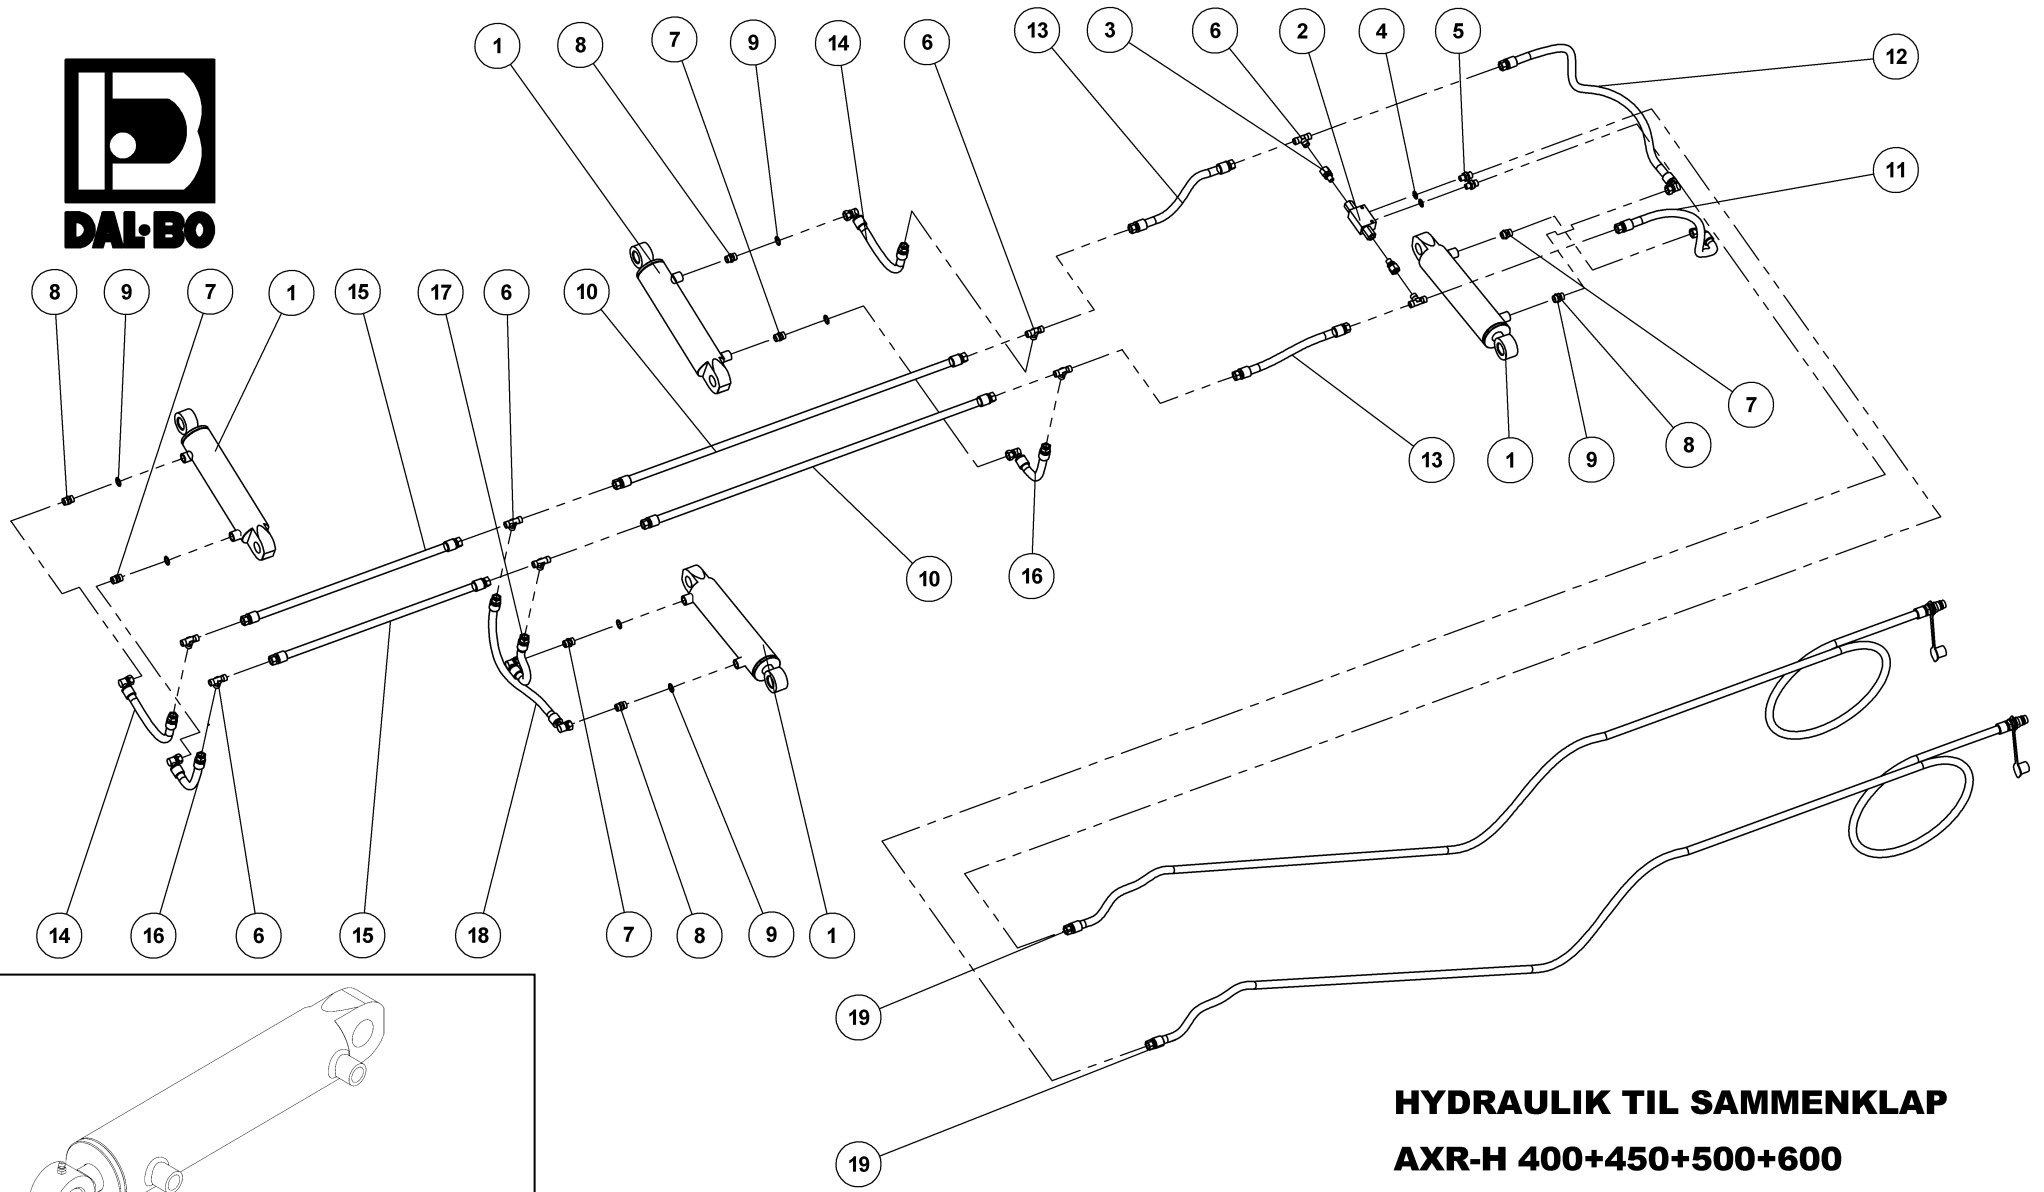 1 8 7 9 14 6 13 3 6 2 4 5
12
DAL·BO
11
8 9 7 1 15 17 6 10
7
13 1 9 8
10 16
14 16 6 15 18 7 8 9 1
19
19
HYDRAULIK TIL SAMMENKLAP
AXR-H 400+450+500+600